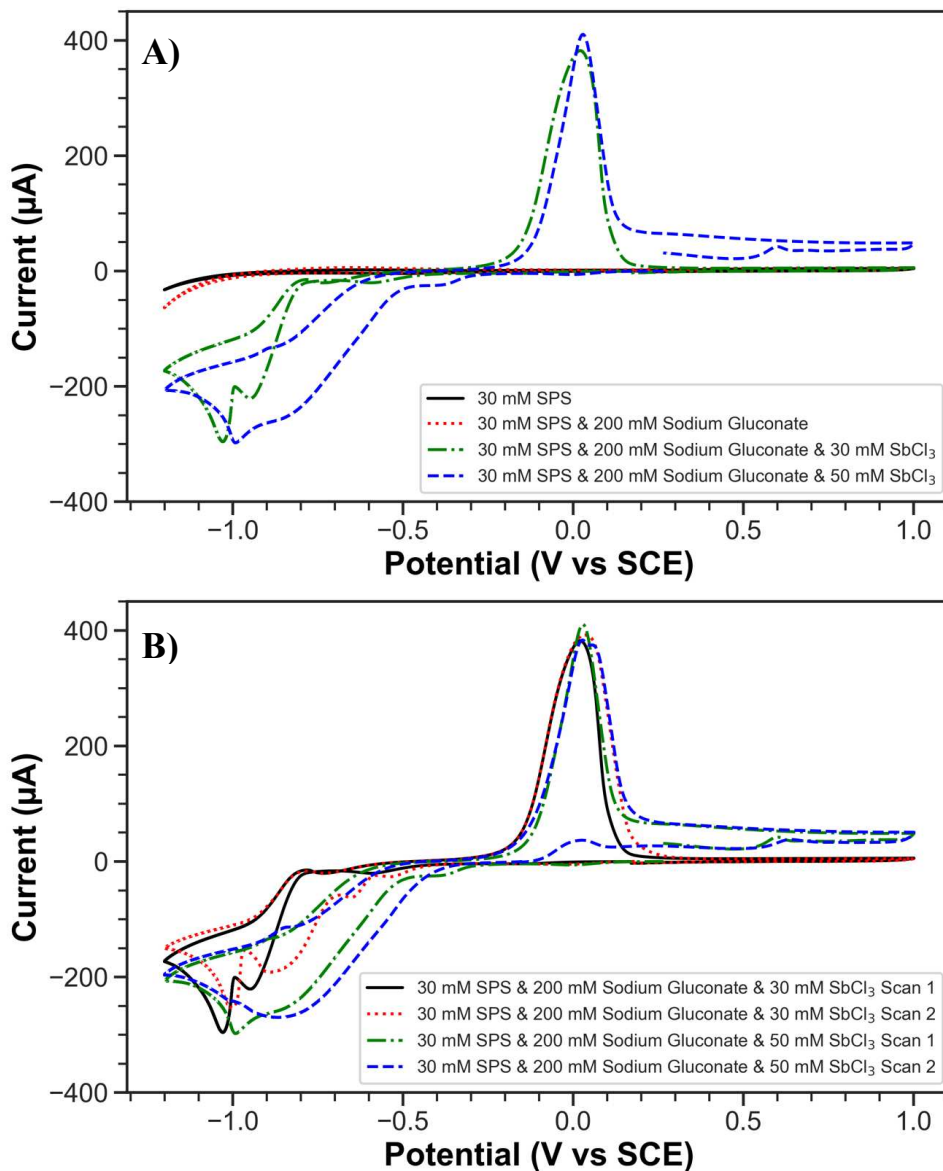 A)
400
200
0
−200
−400
Current (µA)
30 mM SPS
30 mM SPS & 200 mM Sodium Gluconate
30 mM SPS & 200 mM Sodium Gluconate & 30 mM SbCl₃
30 mM SPS & 200 mM Sodium Gluconate & 50 mM SbCl₃
−1.0 −0.5 0.0 0.5 1.0
Potential (V vs SCE)
B)
400
200
0
−200
−400
Current (µA)
30 mM SPS & 200 mM Sodium Gluconate & 30 mM SbCl₃ Scan 1
30 mM SPS & 200 mM Sodium Gluconate & 30 mM SbCl₃ Scan 2
30 mM SPS & 200 mM Sodium Gluconate & 50 mM SbCl₃ Scan 1
30 mM SPS & 200 mM Sodium Gluconate & 50 mM SbCl₃ Scan 2
−1.0 −0.5 0.0 0.5 1.0
Potential (V vs SCE)